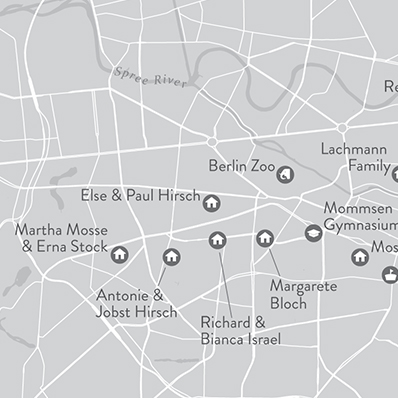 Spree River
Re
Lachmann
Family
Berlin Zoo
Else & Paul Hirsch
Mommsen
Gymnasium
Martha Mosse
& Erna Stock
Mos
Antonie &
Jobst Hirsch
Margarete
Bloch
Richard &
Bianca Israel